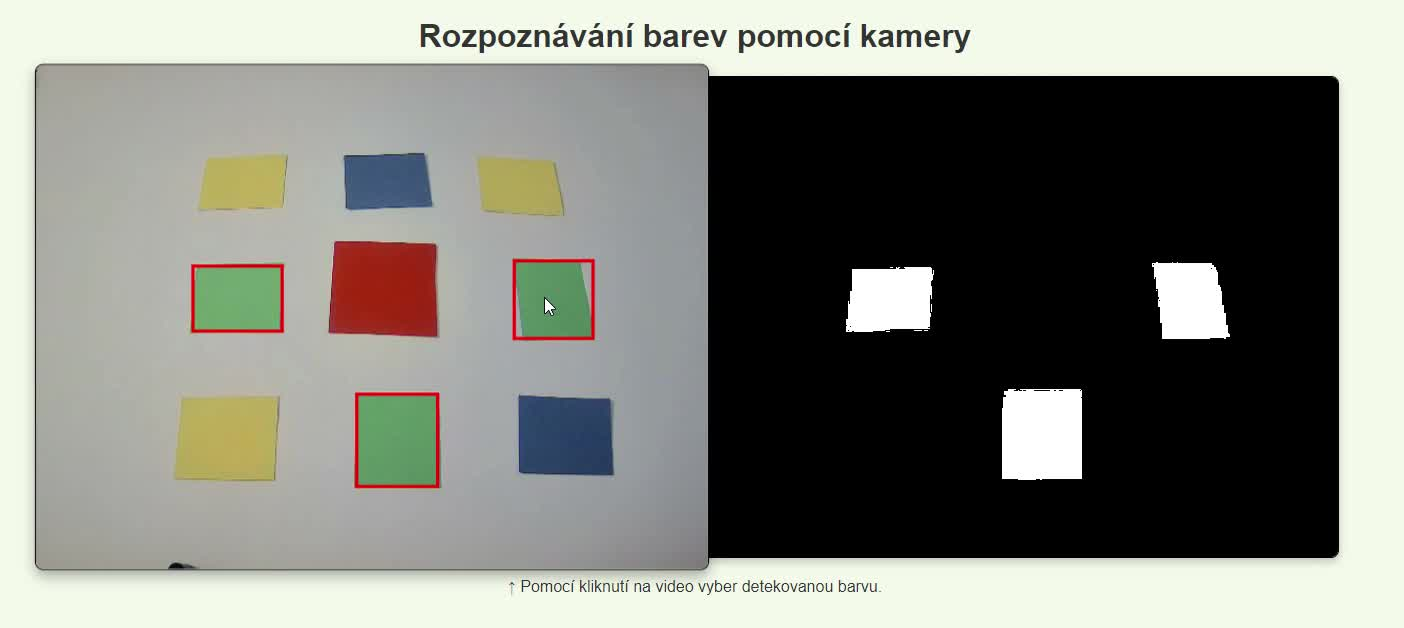 Rozpoznávání barev pomocí kamery
↑ Pomocí kliknutí na video vyber detekovanou barvu.